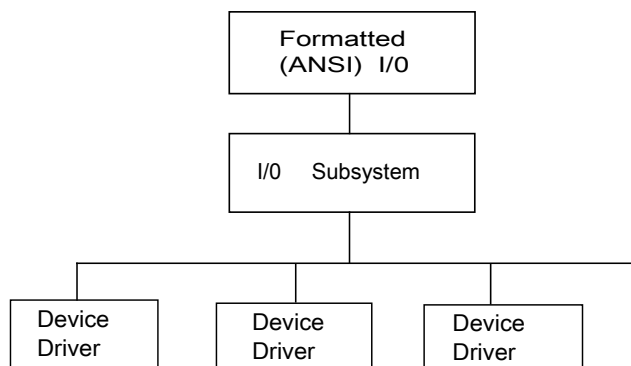 Formatted
(ANSI) I/0
I/0 Subsystem
Device
Driver
Device
Driver
Device
Driver